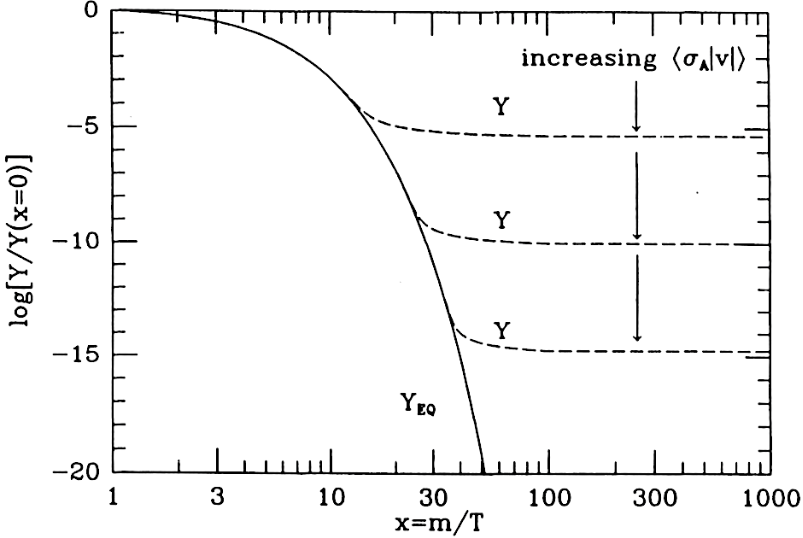 0
increasing ⟨σ_A|v|⟩
Y
−5
Y
−10
Y
−15
Y_EQ
−20
log[Y/Y(x=0)]
1 3 10 30 100 300 1000
x=m/T